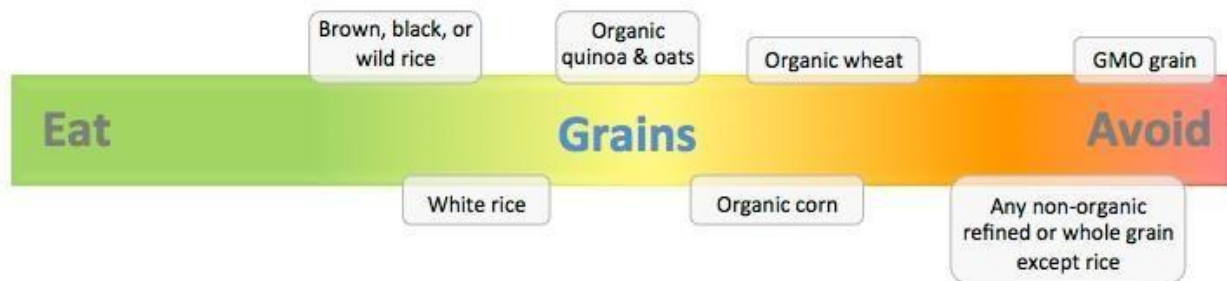 Brown, black, or
wild rice
Organic
quinoa & oats
Organic wheat
GMO grain
Eat
Grains
Avoid
White rice
Organic corn
Any non-organic
refined or whole grain
except rice